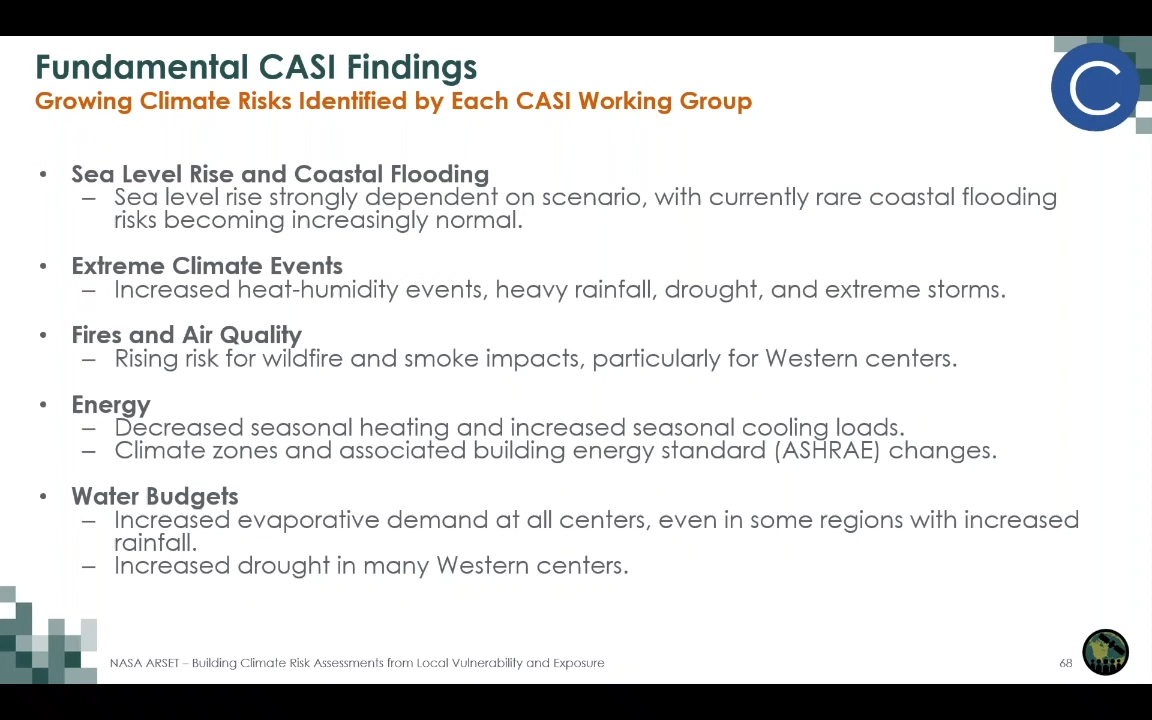 Fundamental CASI Findings
Growing Climate Risks Identified by Each CASI Working Group
C
• Sea Level Rise and Coastal Flooding
– Sea level rise strongly dependent on scenario, with currently rare coastal flooding
risks becoming increasingly normal.
• Extreme Climate Events
– Increased heat-humidity events, heavy rainfall, drought, and extreme storms.
• Fires and Air Quality
– Rising risk for wildfire and smoke impacts, particularly for Western centers.
• Energy
– Decreased seasonal heating and increased seasonal cooling loads.
– Climate zones and associated building energy standard (ASHRAE) changes.
• Water Budgets
– Increased evaporative demand at all centers, even in some regions with increased
rainfall.
– Increased drought in many Western centers.
NASA ARSET – Building Climate Risk Assessments from Local Vulnerability and Exposure
68